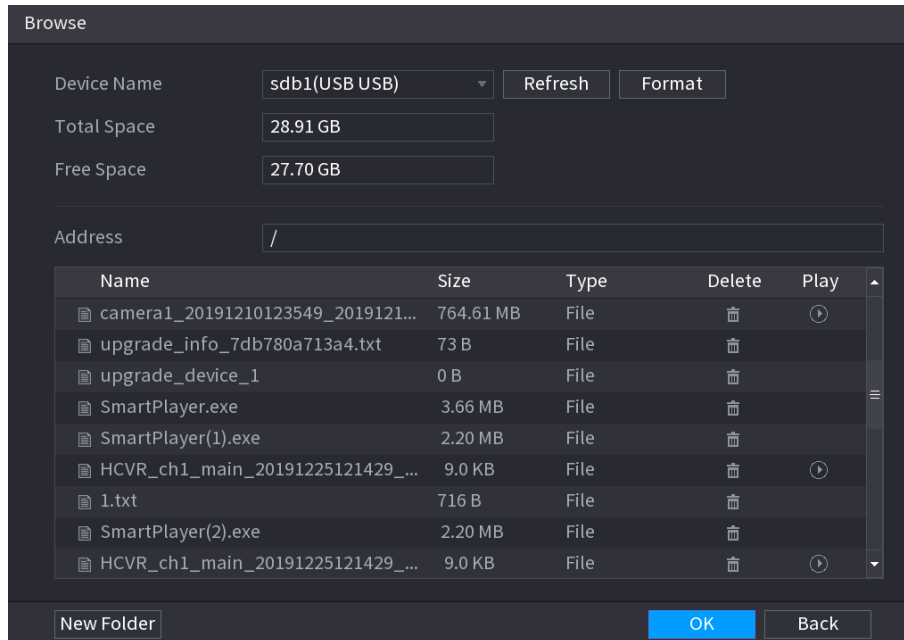 Browse
Device Name sdb1(USB USB) Refresh Format
Total Space 28.91 GB
Free Space 27.70 GB
Address /
Name Size Type Delete Play
camera1_20191210123549_2019121... 764.61 MB File
upgrade_info_7db780a713a4.txt 73 B File
upgrade_device_1 0 B File
SmartPlayer.exe 3.66 MB File
SmartPlayer(1).exe 2.20 MB File
HCVR_ch1_main_20191225121429_... 9.0 KB File
1.txt 716 B File
SmartPlayer(2).exe 2.20 MB File
HCVR_ch1_main_20191225121429_... 9.0 KB File
New Folder OK Back